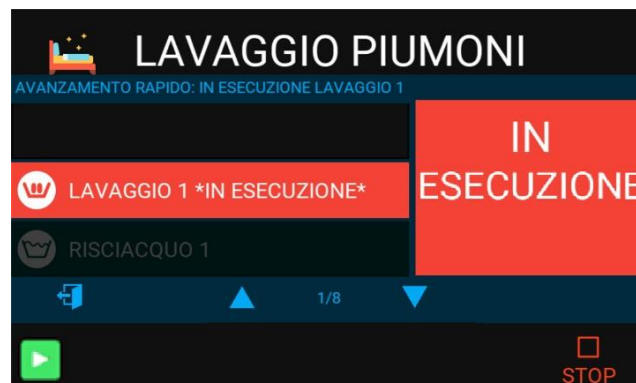 LAVAGGIO PIUMONI
AVANZAMENTO RAPIDO: IN ESECUZIONE LAVAGGIO 1
IN
ESECUZIONE
LAVAGGIO 1 *IN ESECUZIONE*
RISCIACQUO 1
1/8
STOP